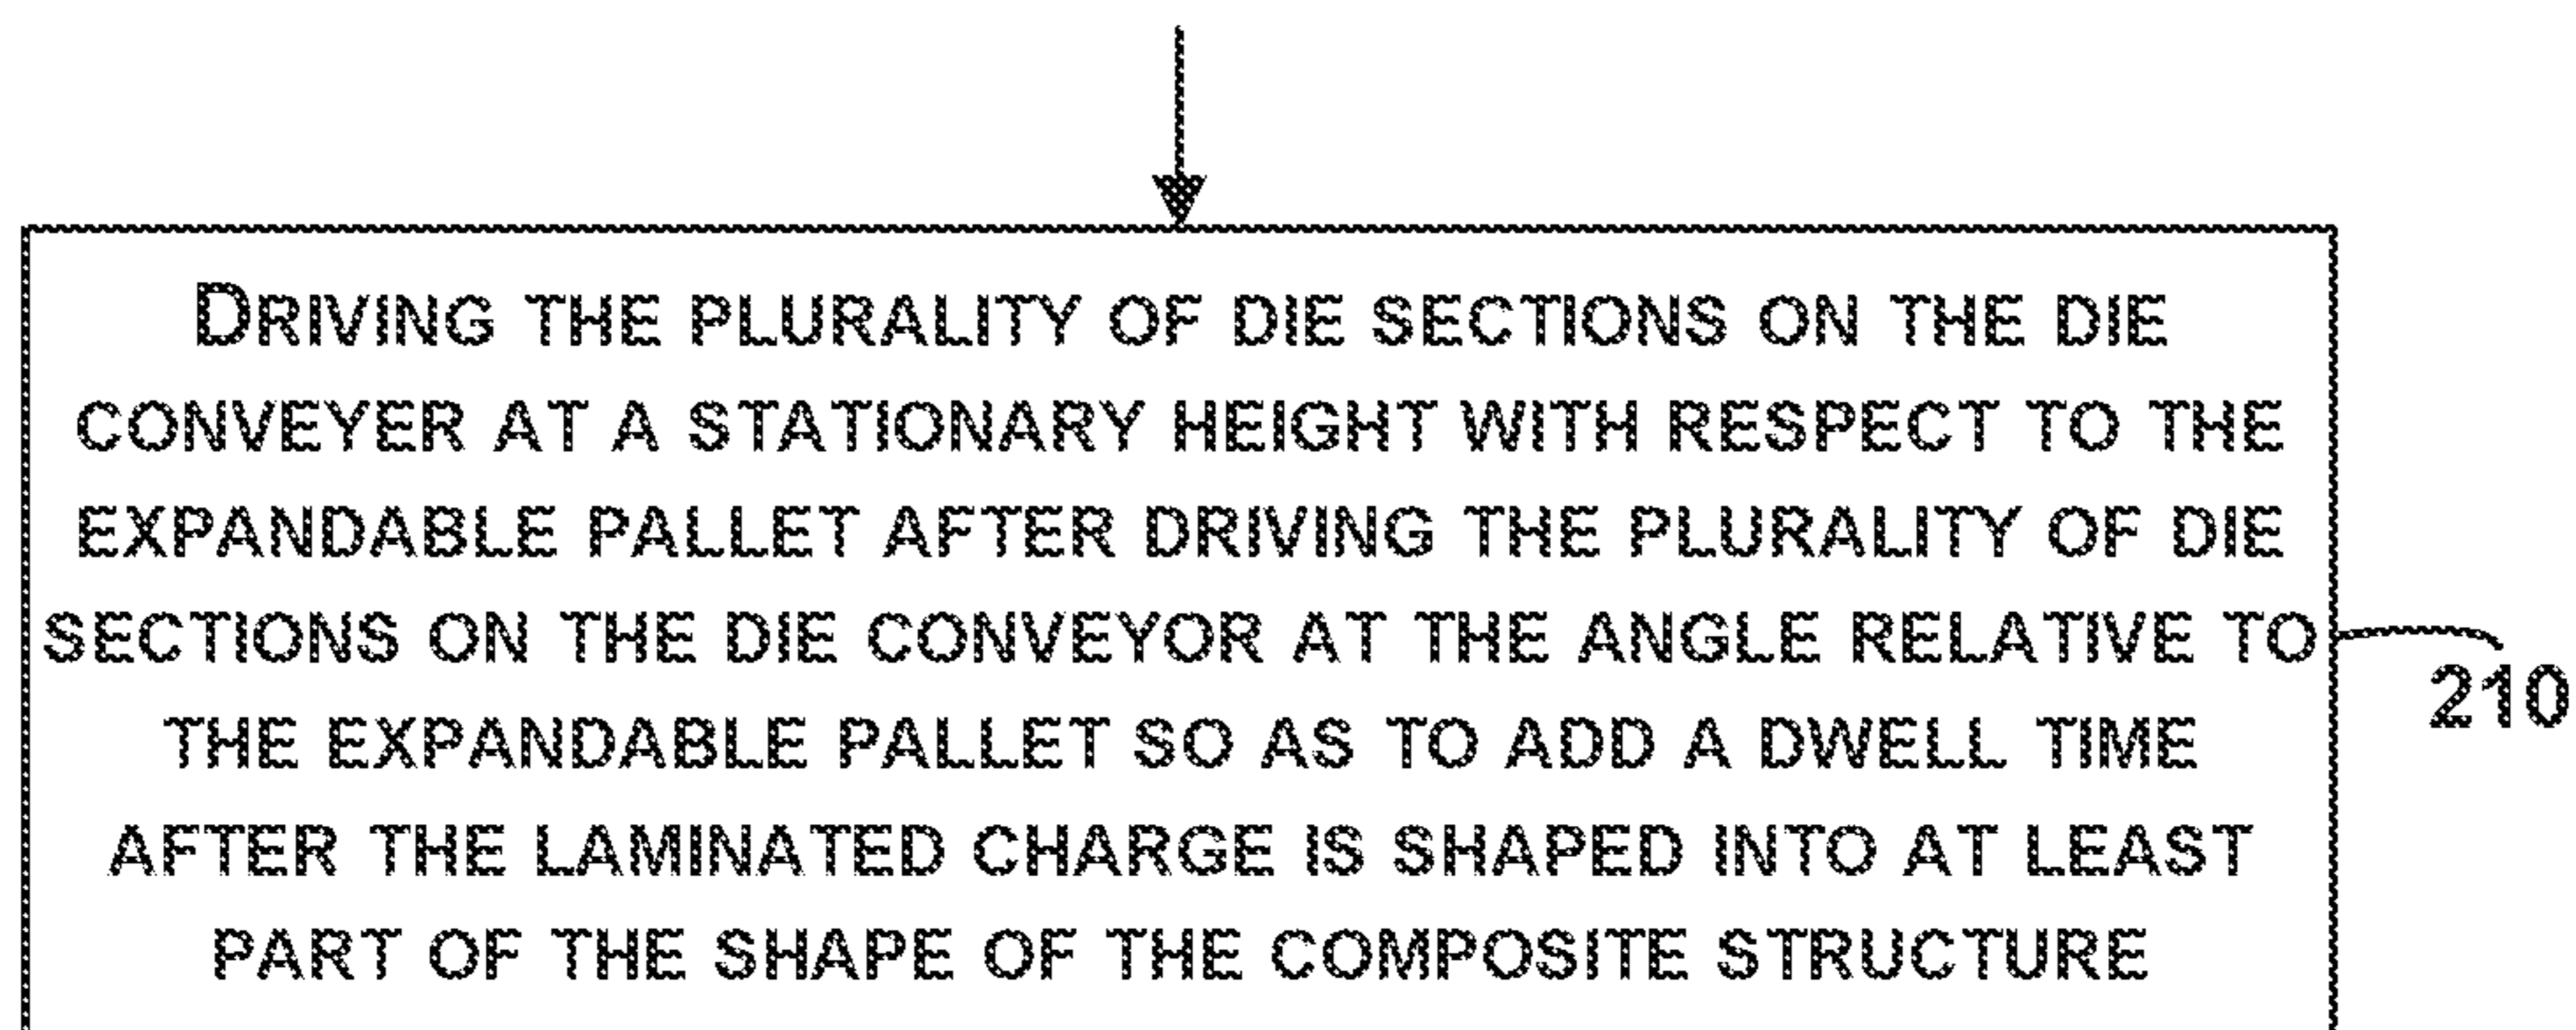 DRIVING THE PLURALITY OF DIE SECTIONS ON THE DIE
CONVEYER AT A STATIONARY HEIGHT WITH RESPECT TO THE
EXPANDABLE PALLET AFTER DRIVING THE PLURALITY OF DIE
SECTIONS ON THE DIE CONVEYOR AT THE ANGLE RELATIVE TO
THE EXPANDABLE PALLET SO AS TO ADD A DWELL TIME
AFTER THE LAMINATED CHARGE IS SHAPED INTO AT LEAST
PART OF THE SHAPE OF THE COMPOSITE STRUCTURE
210